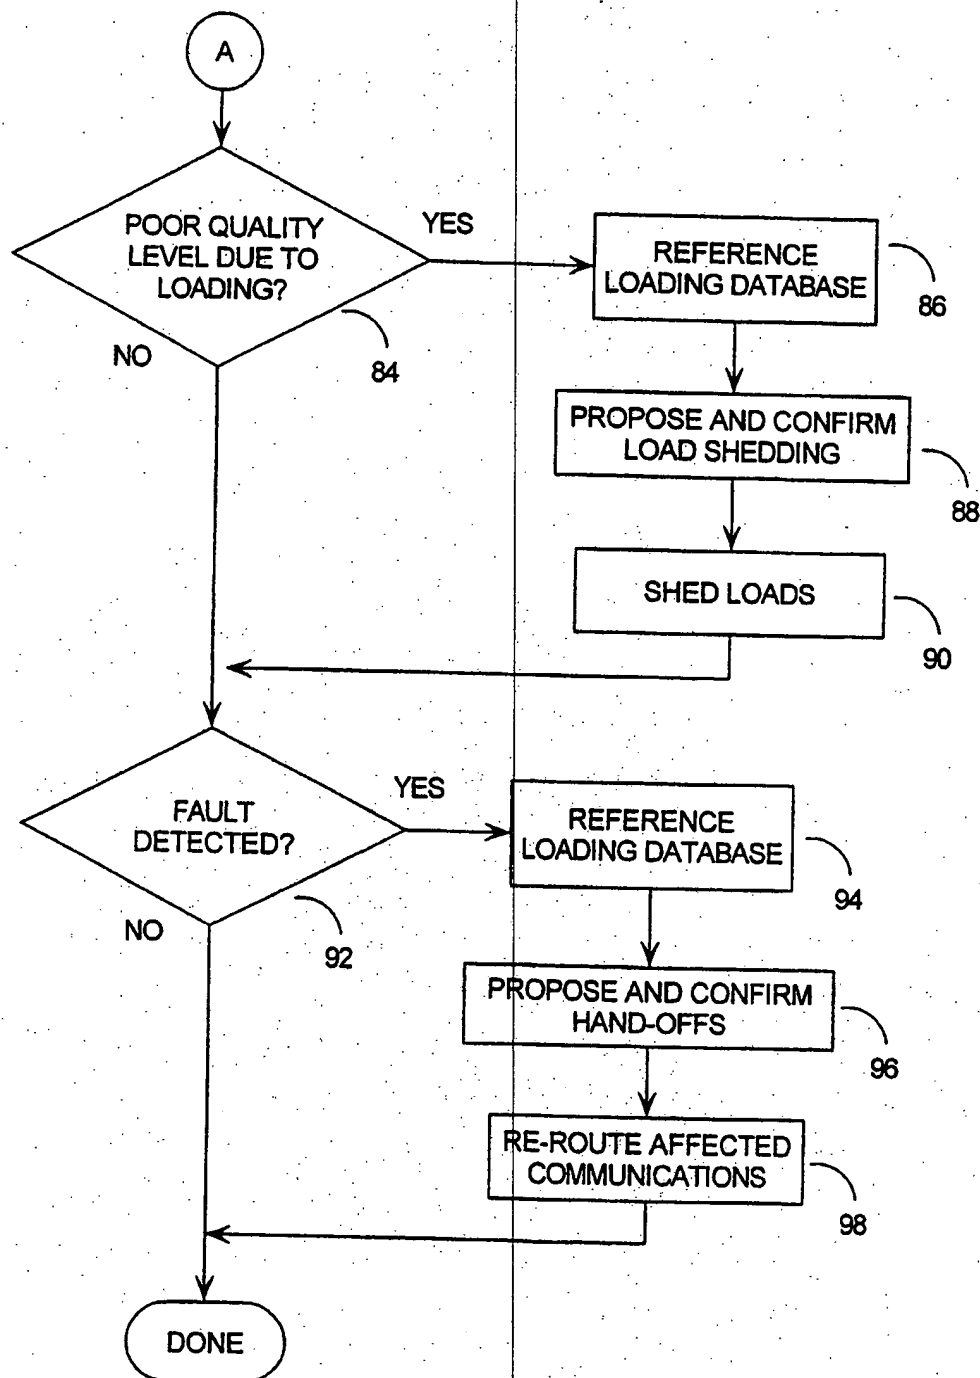 A
POOR QUALITY
LEVEL DUE TO
LOADING?
YES
NO
84
REFERENCE
LOADING DATABASE
86
PROPOSE AND CONFIRM
LOAD SHEDDING
88
SHED LOADS
90
FAULT
DETECTED?
YES
NO
92
REFERENCE
LOADING DATABASE
94
PROPOSE AND CONFIRM
HAND-OFFS
96
RE-ROUTE AFFECTED
COMMUNICATIONS
98
DONE